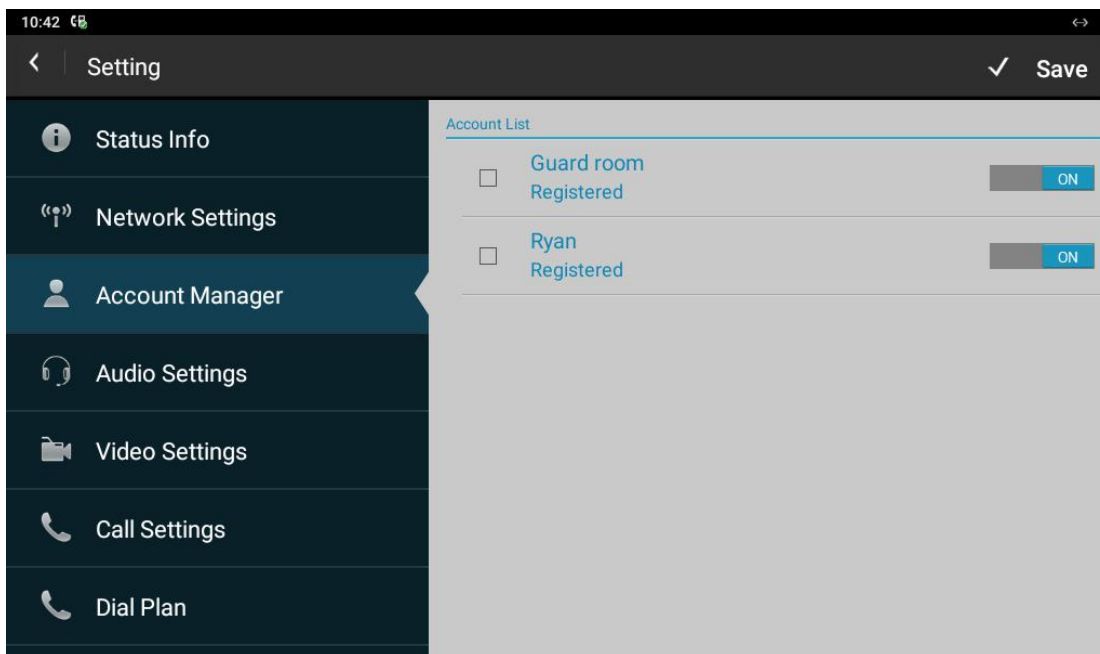 10:42
Setting
Save
Status Info
Network Settings
Account Manager
Audio Settings
Video Settings
Call Settings
Dial Plan
Account List
Guard room
Registered
ON
Ryan
Registered
ON